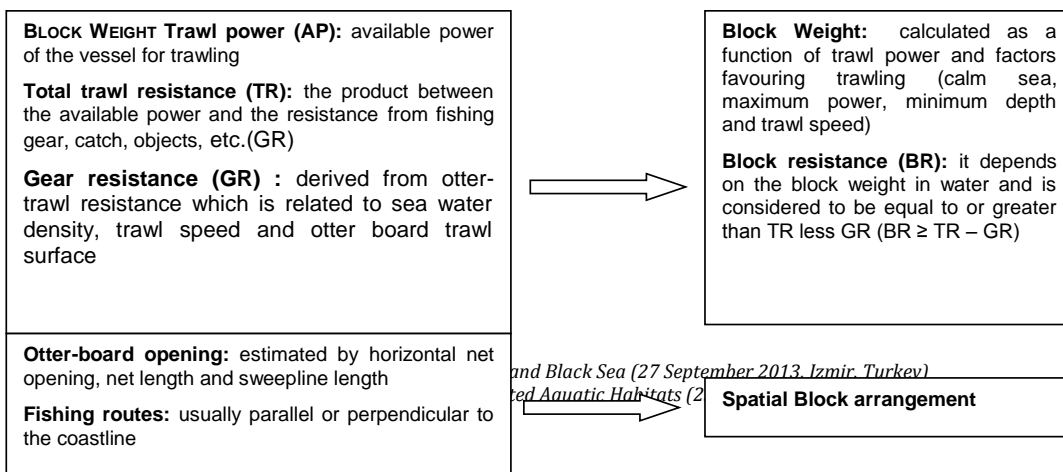 BLOCK WEIGHT Trawl power (AP): available power
of the vessel for trawling
Total trawl resistance (TR): the product between
the available power and the resistance from fishing
gear, catch, objects, etc.(GR)
Gear resistance (GR) : derived from otter-
trawl resistance which is related to sea water
density, trawl speed and otter board trawl
surface
Block Weight: calculated as a
function of trawl power and factors
favouring trawling (calm sea,
maximum power, minimum depth
and trawl speed)
Block resistance (BR): it depends
on the block weight in water and is
considered to be equal to or greater
than TR less GR (BR ≥ TR – GR)
Otter-board opening: estimated by horizontal net
opening, net length and sweepline length
Fishing routes: usually parallel or perpendicular to
the coastline
and Black Sea (27 September 2013, Izmir, Turkey)
Aquatic Habitats (2
Spatial Block arrangement